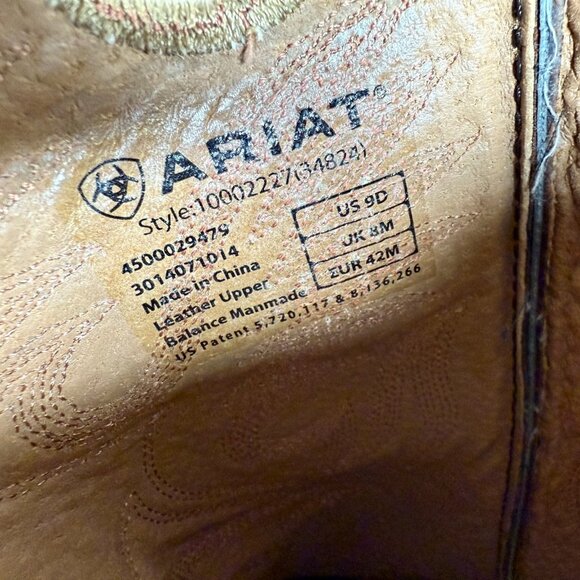 ARIAT®
Style:10002227(34824)
4500029479
3014071014
Made in China
Leather Upper
Balance Manmade
US Patent 5,720,117 & 8,136,266
US 9D
UK 8M
EUR 42M